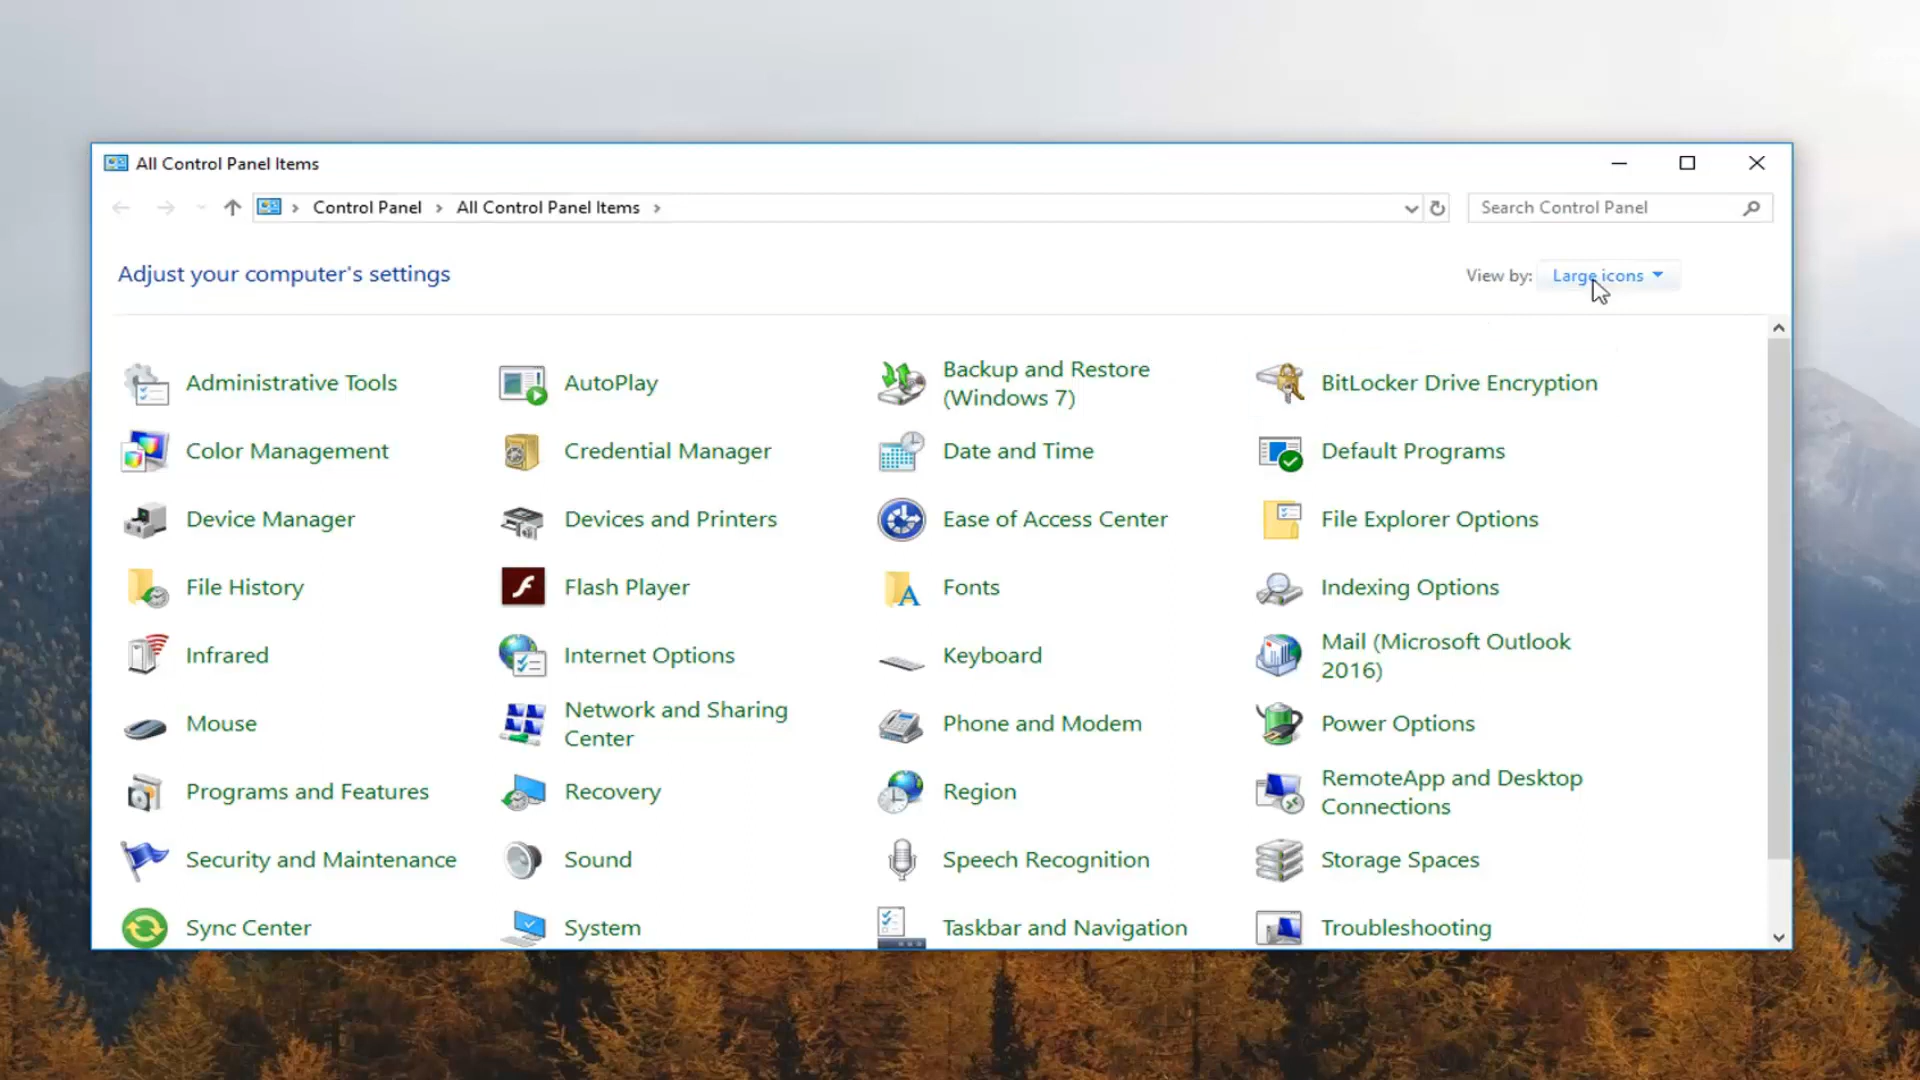 All Control Panel Items
Control Panel All Control Panel Items
Search Control Panel
Adjust your computer's settings
View by: Large icons
Administrative Tools
AutoPlay
Backup and Restore
(Windows 7)
BitLocker Drive Encryption
Color Management
Credential Manager
Date and Time
Default Programs
Device Manager
Devices and Printers
Ease of Access Center
File Explorer Options
File History
Flash Player
Fonts
Indexing Options
Infrared
Internet Options
Keyboard
Mail (Microsoft Outlook
2016)
Mouse
Network and Sharing
Center
Phone and Modem
Power Options
Programs and Features
Recovery
Region
RemoteApp and Desktop
Connections
Security and Maintenance
Sound
Speech Recognition
Storage Spaces
Sync Center
System
Taskbar and Navigation
Troubleshooting